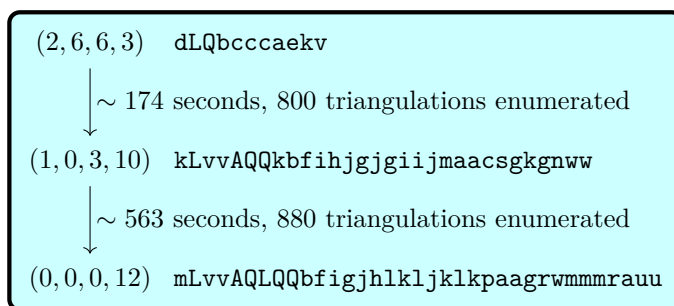 (2, 6, 6, 3) dLQbcccaekv
∼ 174 seconds, 800 triangulations enumerated
(1, 0, 3, 10) kLvvAQQkbfihjgjgiijmaacsgkgnww
∼ 563 seconds, 880 triangulations enumerated
(0, 0, 0, 12) mLvvAQLQQbfigjhlkljklkpaagrwmmmrauu